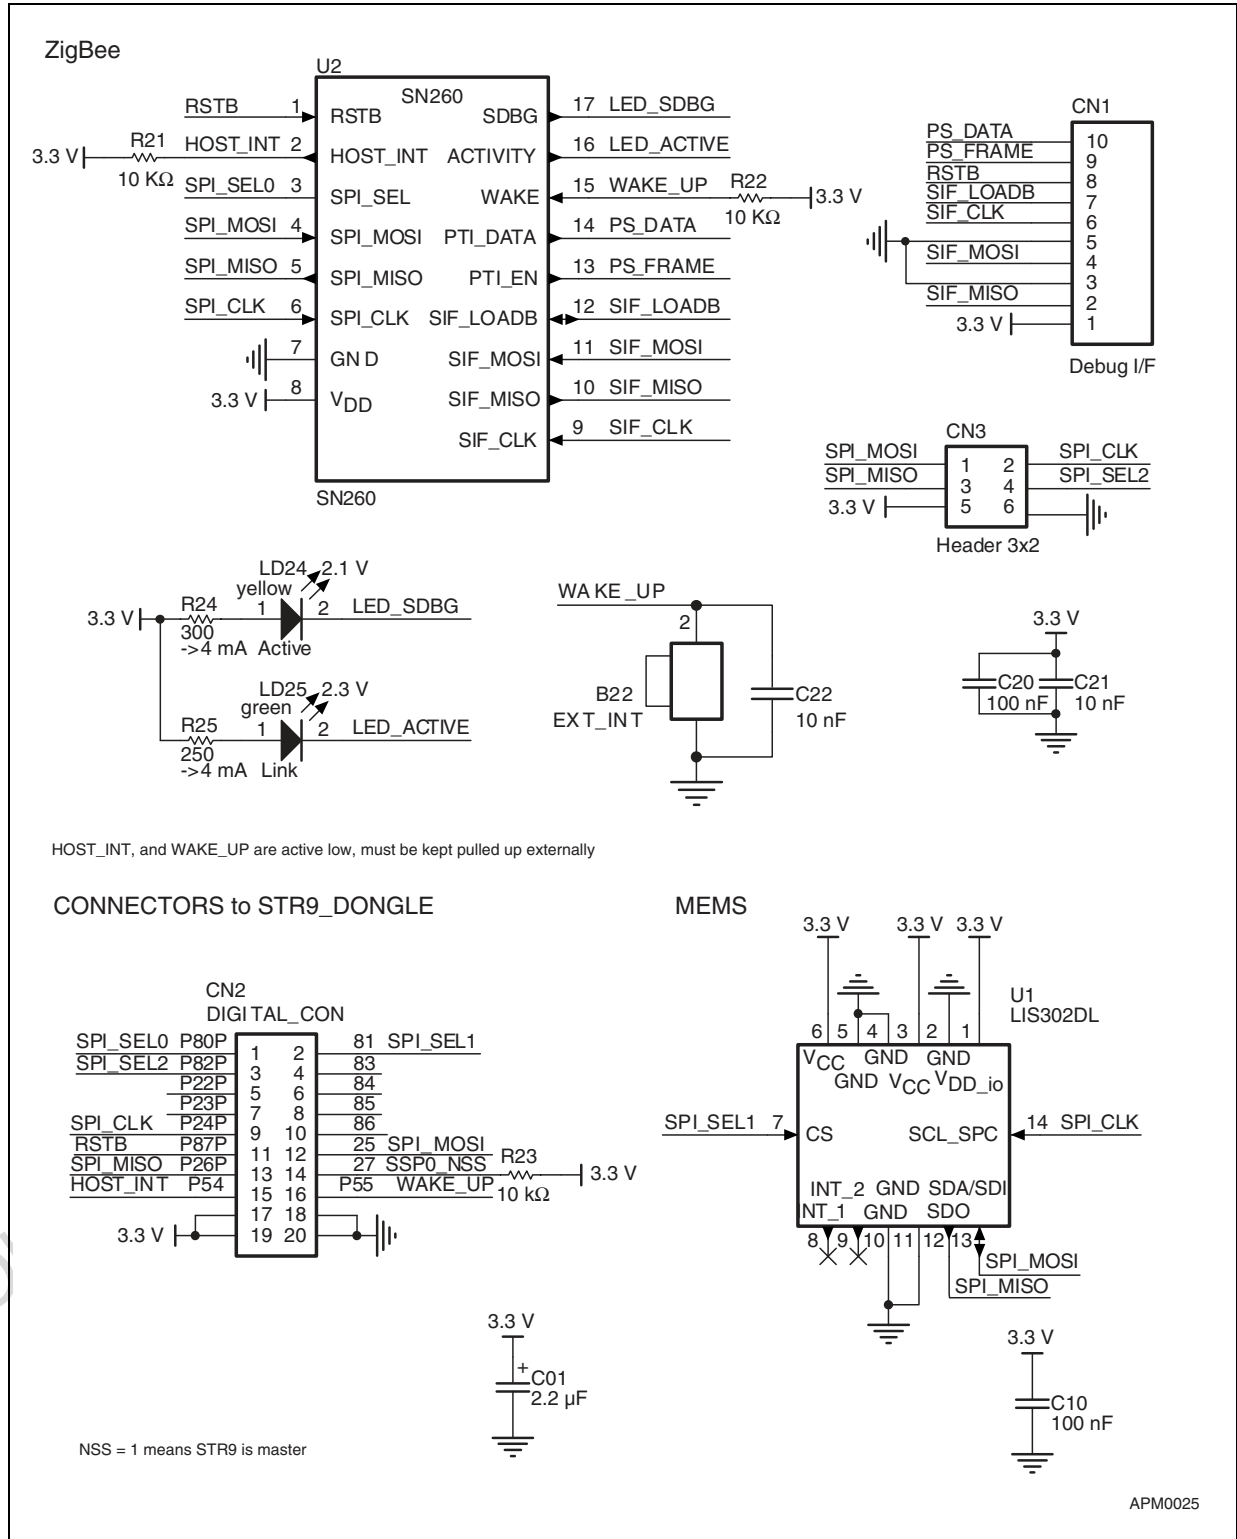 ZigBee
U2
SN260
RSTB 1 RSTB SDBG 17 LED_SDBG
3.3 V R21 10 KΩ HOST_INT 2 HOST_INT ACTIVITY 16 LED_ACTIVE
SPI_SEL0 3 SPI_SEL WAKE 15 WAKE_UP R22 10 KΩ 3.3 V
SPI_MOSI 4 SPI_MOSI PTI_DATA 14 PS_DATA
SPI_MISO 5 SPI_MISO PTI_EN 13 PS_FRAME
SPI_CLK 6 SPI_CLK SIF_LOADB 12 SIF_LOADB
7 GND SIF_MOSI 11 SIF_MOSI
3.3 V 8 VDD SIF_MISO 10 SIF_MISO
SIF_CLK 9 SIF_CLK
SN260
CN1
PS_DATA 10
PS_FRAME 9
RSTB 8
SIF_LOADB 7
SIF_CLK 6
5
SIF_MOSI 4
3
SIF_MISO 2
3.3 V 1
Debug I/F
CN3
SPI_MOSI 1 2 SPI_CLK
SPI_MISO 3 4 SPI_SEL2
3.3 V 5 6
Header 3x2
LD24 2.1 V
yellow
3.3 V R24 1 2 LED_SDBG
300
->4 mA Active
LD25 2.3 V
green
R25 1 2 LED_ACTIVE
250
->4 mA Link
WAKE_UP
2
B22
EXT_INT
C22
10 nF
3.3 V
C20
100 nF
C21
10 nF
HOST_INT, and WAKE_UP are active low, must be kept pulled up externally
CONNECTORS to STR9_DONGLE
CN2
DIGITAL_CON
SPI_SEL0 P80P 1 2 81 SPI_SEL1
SPI_SEL2 P82P 3 4 83
P22P 5 6 84
P23P 7 8 85
SPI_CLK P24P 9 10 86
RSTB P87P 11 12 25 SPI_MOSI
SPI_MISO P26P 13 14 27 SSP0_NSS R23 10 kΩ 3.3 V
HOST_INT P54 15 16 P55 WAKE_UP
17 18
3.3 V 19 20
3.3 V
+
C01
2.2 µF
NSS = 1 means STR9 is master
MEMS
3.3 V 3.3 V 3.3 V
U1
LIS302DL
6 5 4 3 2 1
VCC GND GND
GND VCC VDD_io
SPI_SEL1 7 CS SCL_SPC 14 SPI_CLK
INT_2 GND SDA/SDI
NT_1 GND SDO
8 9 10 11 12 13
SPI_MOSI
SPI_MISO
3.3 V
C10
100 nF
APM0025